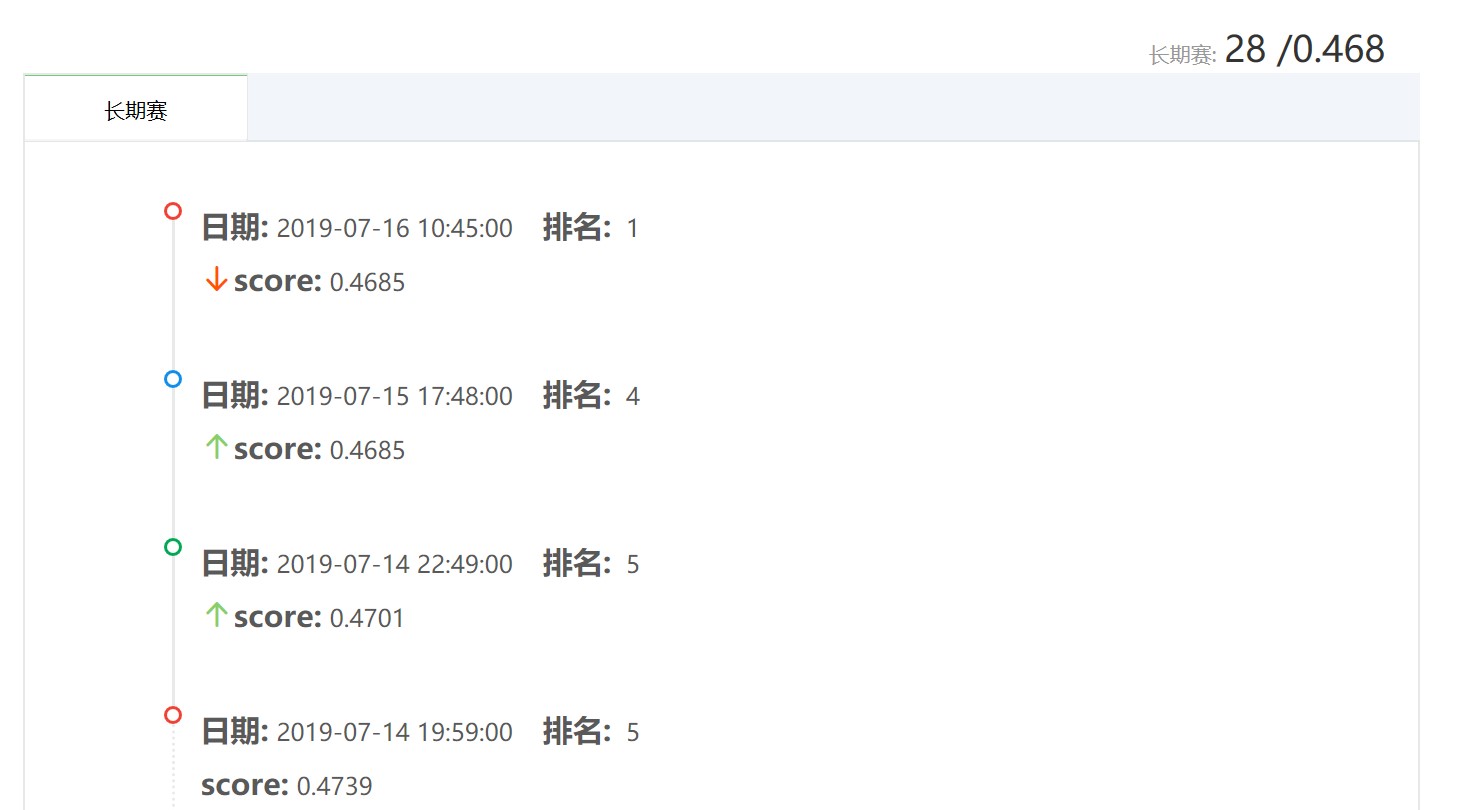 长期赛: 28 /0.468
长期赛
日期: 2019-07-16 10:45:00 排名: 1
↓score: 0.4685
日期: 2019-07-15 17:48:00 排名: 4
↑score: 0.4685
日期: 2019-07-14 22:49:00 排名: 5
↑score: 0.4701
日期: 2019-07-14 19:59:00 排名: 5
score: 0.4739